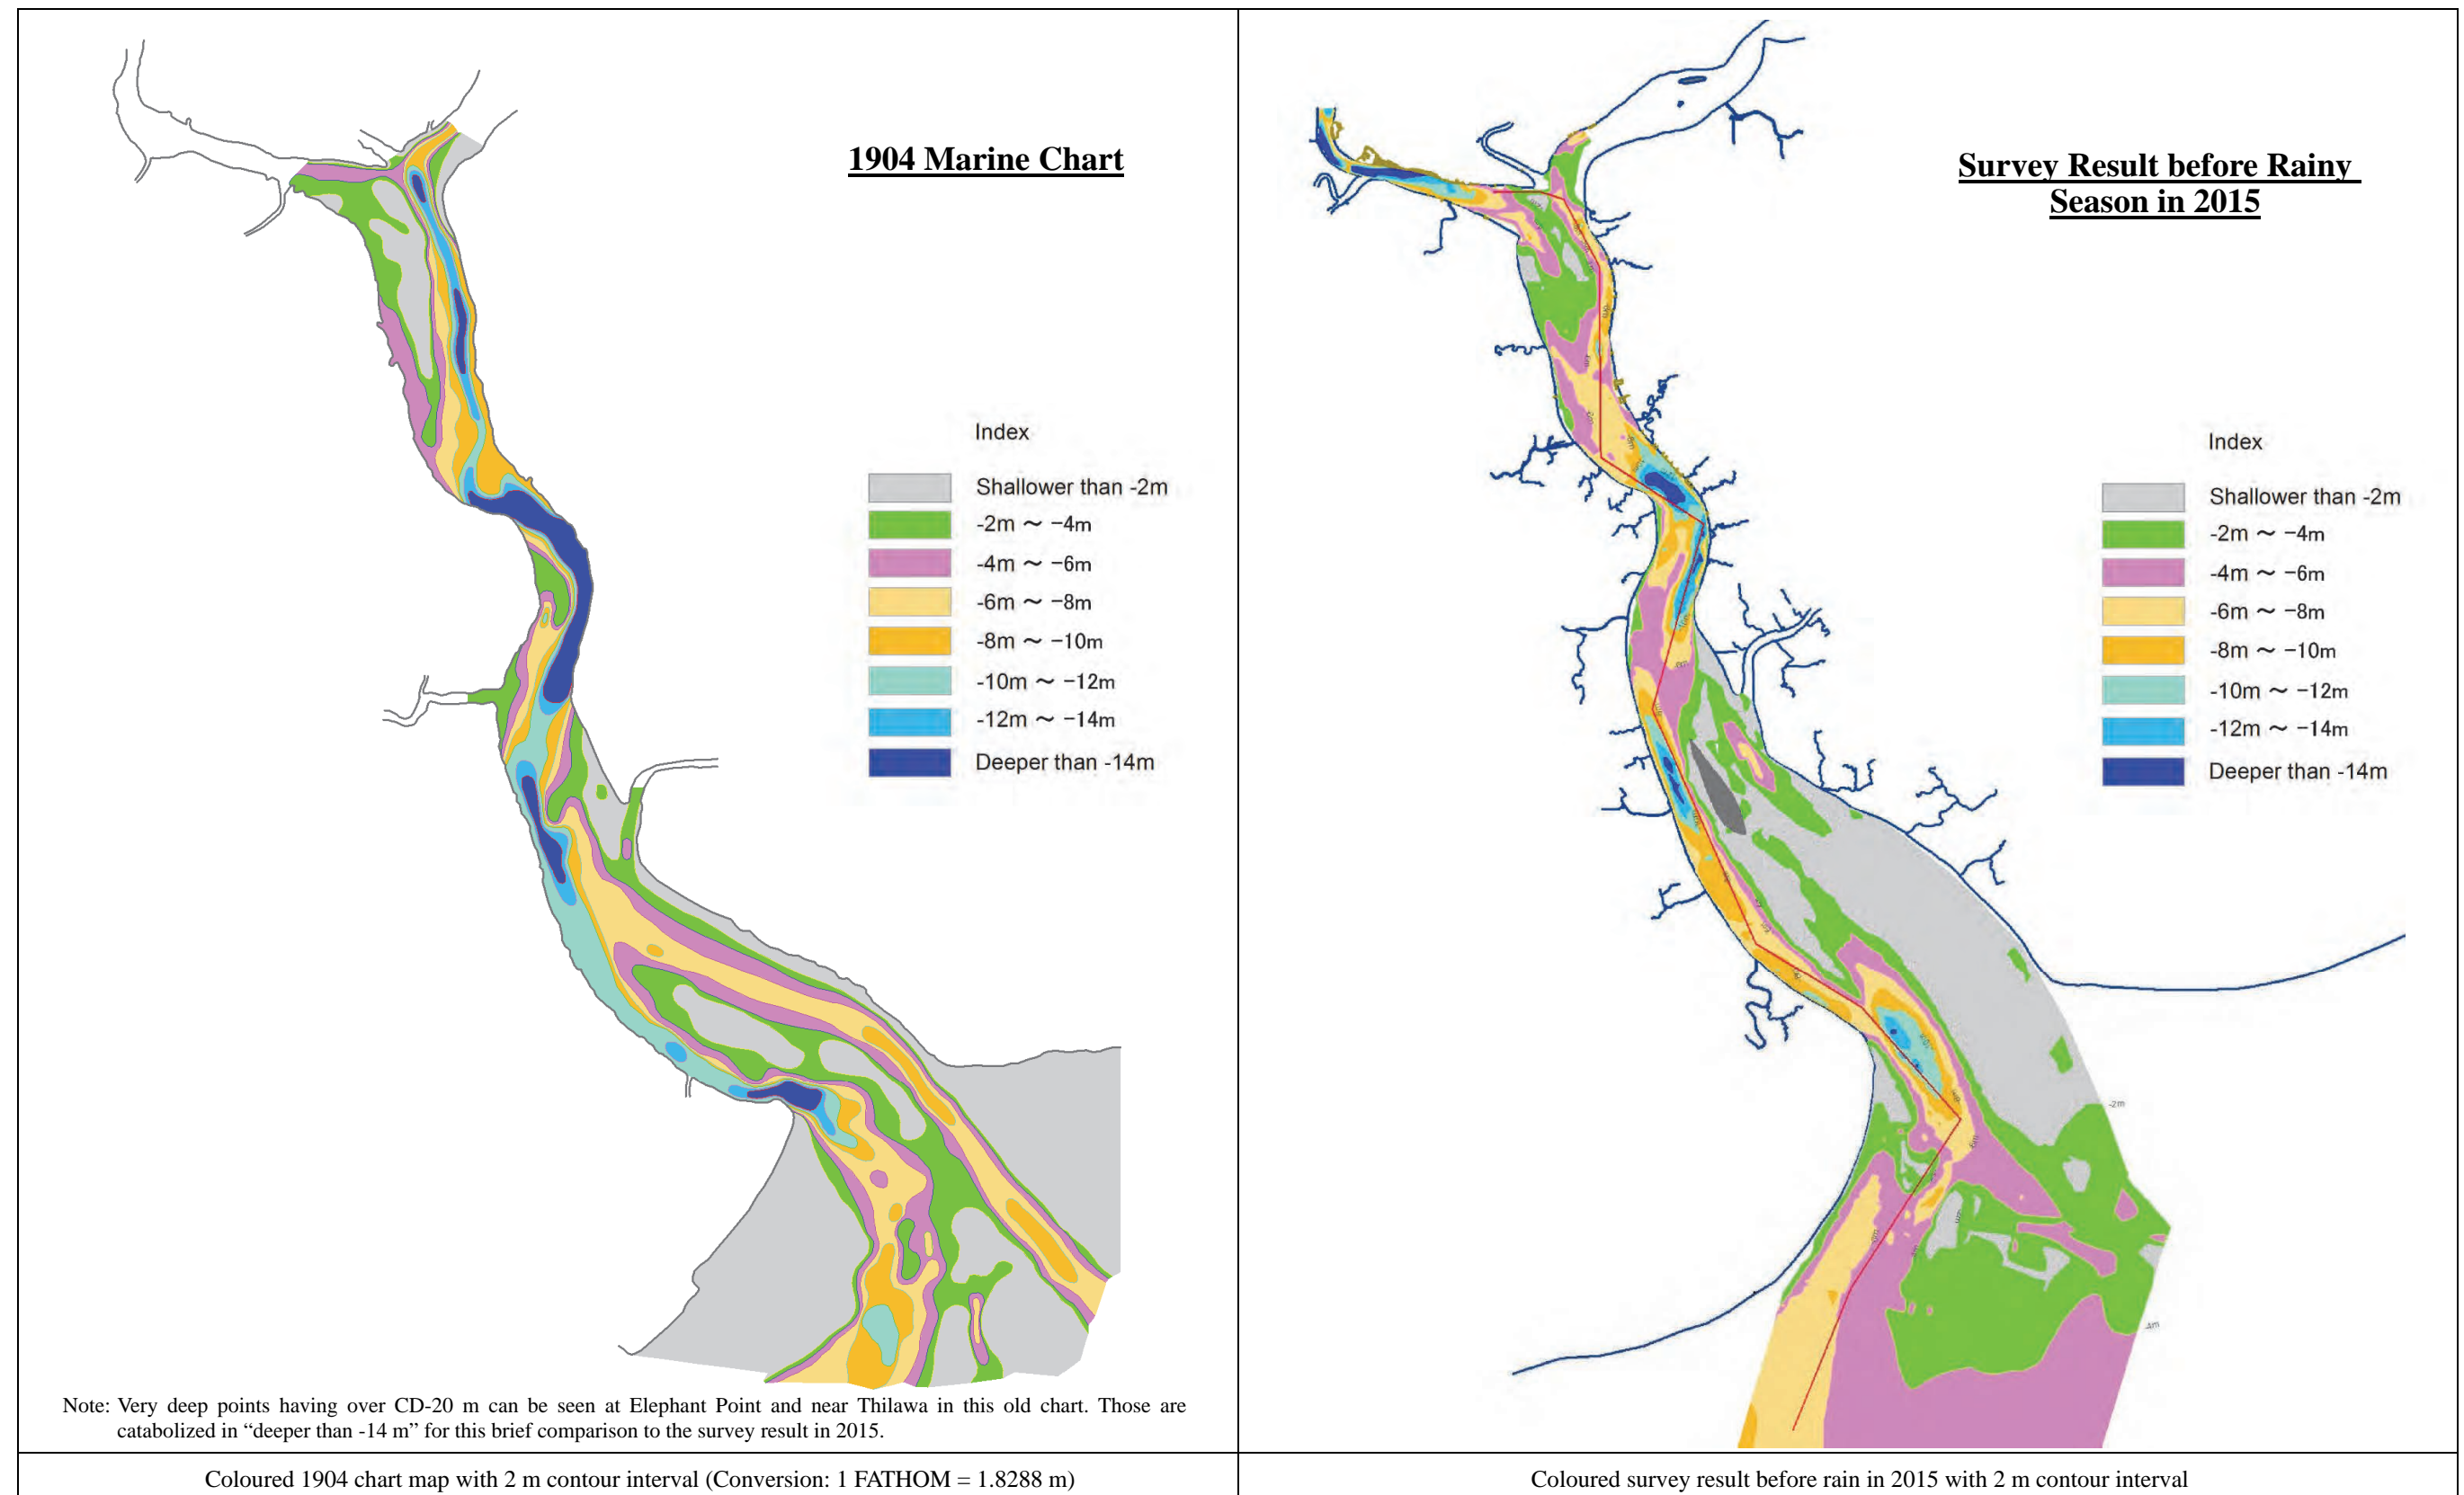 1904 Marine Chart
Index
Shallower than -2m
-2m ~ -4m
-4m ~ -6m
-6m ~ -8m
-8m ~ -10m
-10m ~ -12m
-12m ~ -14m
Deeper than -14m
Note: Very deep points having over CD-20 m can be seen at Elephant Point and near Thilawa in this old chart. Those are
catabolized in “deeper than -14 m” for this brief comparison to the survey result in 2015.
Coloured 1904 chart map with 2 m contour interval (Conversion: 1 FATHOM = 1.8288 m)
Survey Result before Rainy
Season in 2015
Index
Shallower than -2m
-2m ~ -4m
-4m ~ -6m
-6m ~ -8m
-8m ~ -10m
-10m ~ -12m
-12m ~ -14m
Deeper than -14m
-2m
-4m
Coloured survey result before rain in 2015 with 2 m contour interval